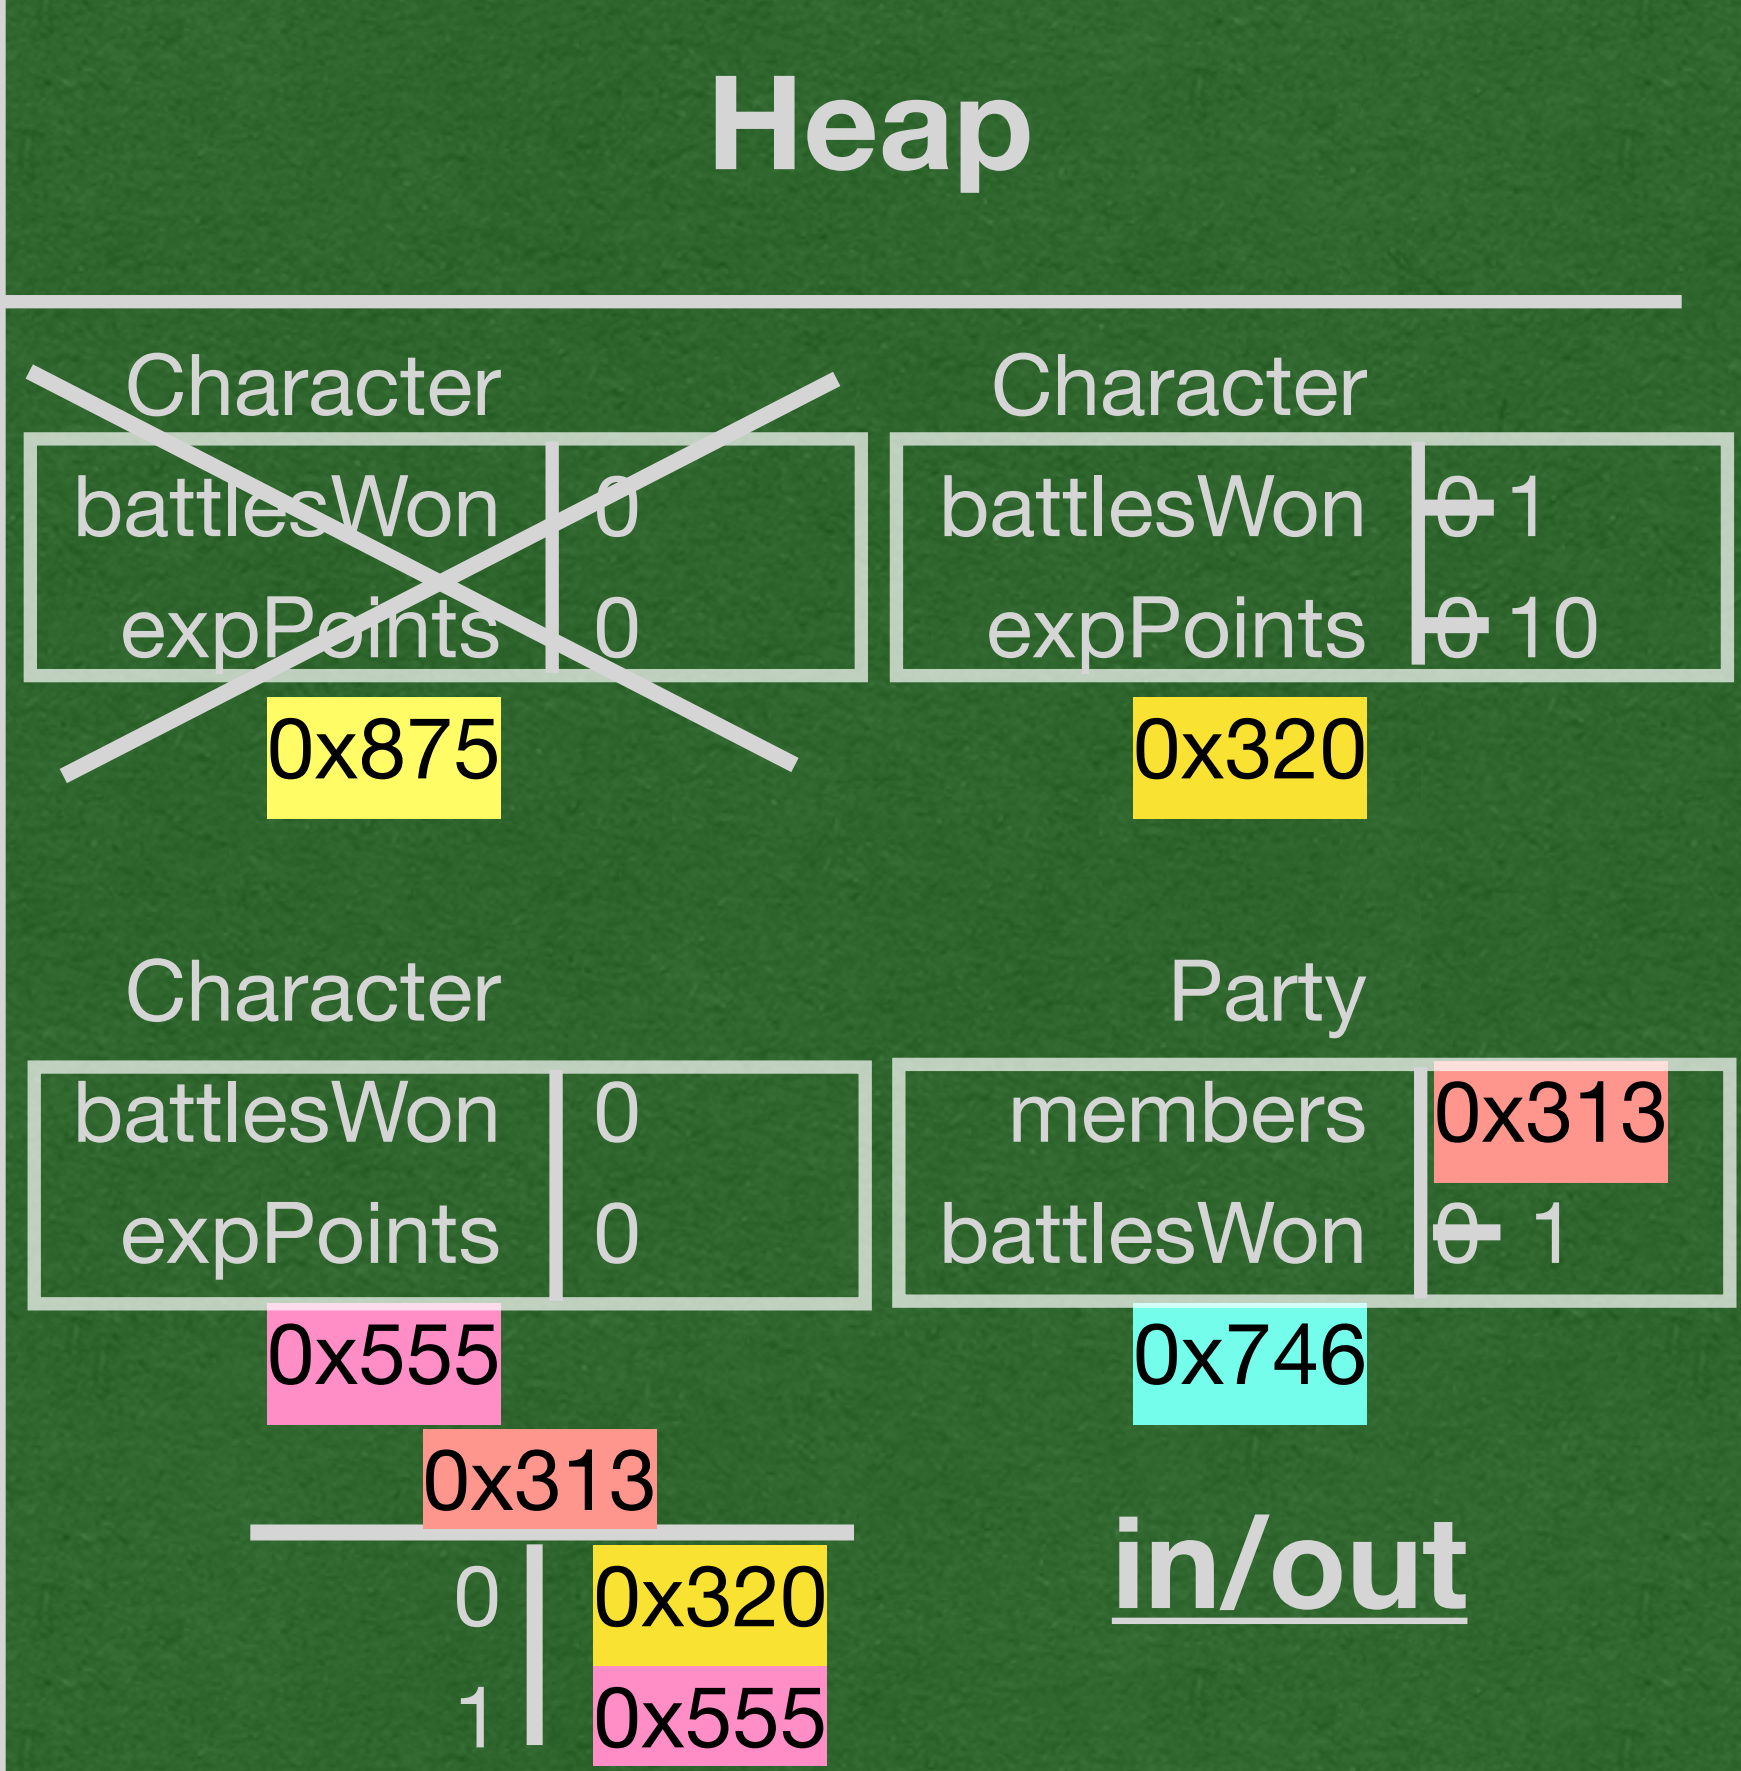 Heap
Character
battlesWon 0
expPoints 0
0x875
Character
battlesWon 0 1
expPoints 0 10
0x320
Character
battlesWon 0
expPoints 0
0x555
Party
members 0x313
battlesWon 0 1
0x746
0x313
0 0x320
1 0x555
in/out